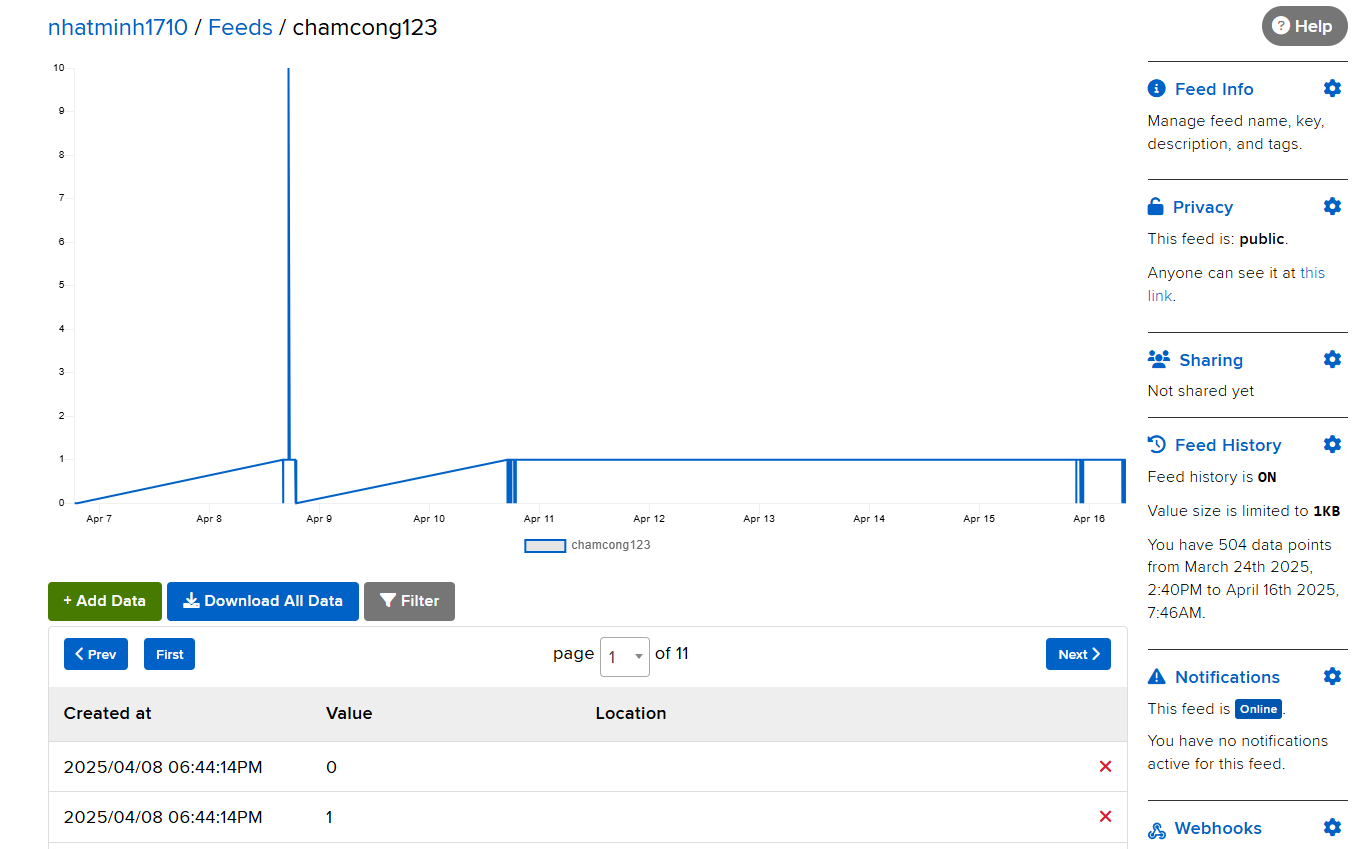 nhatminh1710 / Feeds / chamcong123
? Help
10
9
8
7
6
5
4
3
2
1
0
Apr 7
Apr 8
Apr 9
Apr 10
Apr 11
Apr 12
Apr 13
Apr 14
Apr 15
Apr 16
chamcong123
+ Add Data
Download All Data
Filter
Prev
First
page 1 of 11
Next
Created at Value Location
2025/04/08 06:44:14PM 0
2025/04/08 06:44:14PM 1
Feed Info
Manage feed name, key,
description, and tags.
Privacy
This feed is: public.
Anyone can see it at this
link.
Sharing
Not shared yet
Feed History
Feed history is ON
Value size is limited to 1KB
You have 504 data points
from March 24th 2025,
2:40PM to April 16th 2025,
7:46AM.
Notifications
This feed is Online.
You have no notifications
active for this feed.
Webhooks